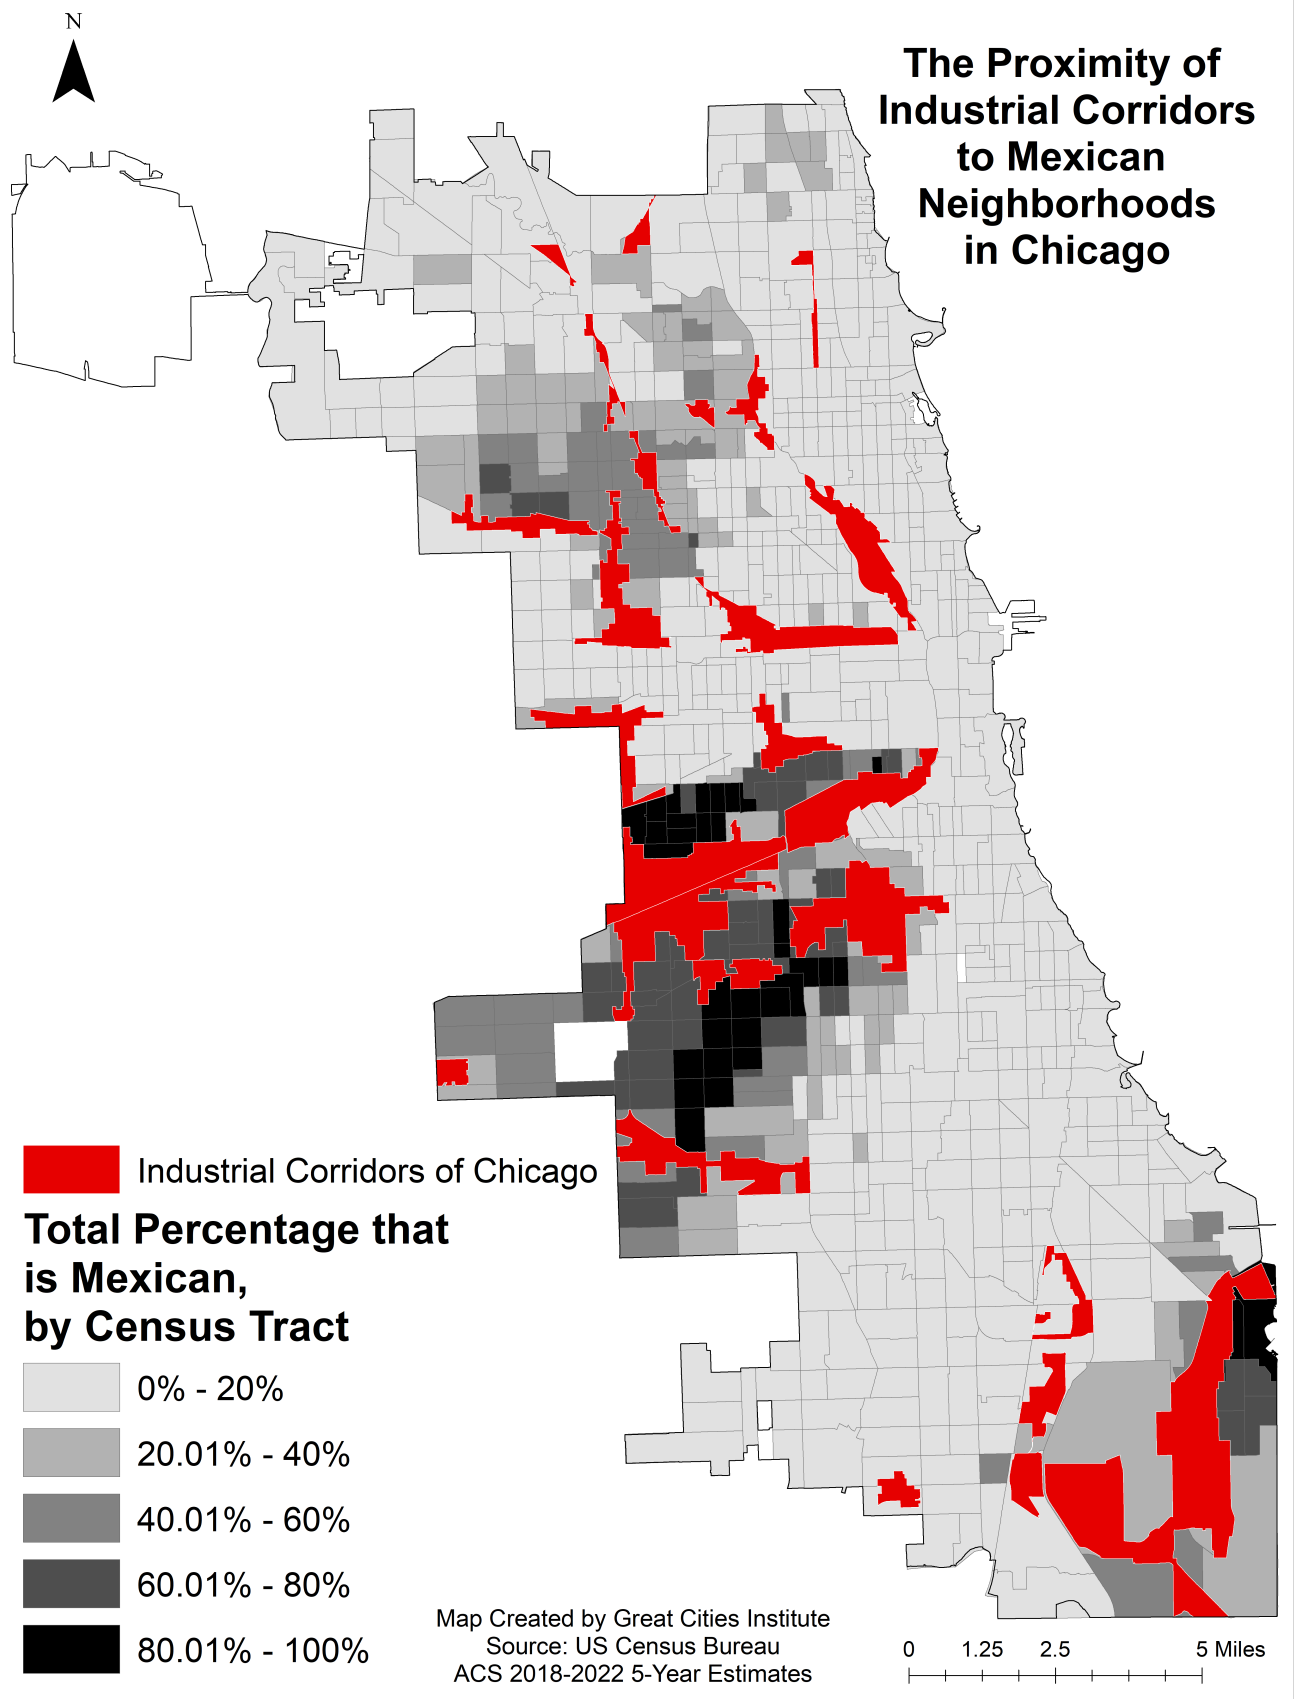 N
The Proximity of
Industrial Corridors
to Mexican
Neighborhoods
in Chicago
Industrial Corridors of Chicago
Total Percentage that
is Mexican,
by Census Tract
0% - 20%
20.01% - 40%
40.01% - 60%
60.01% - 80%
80.01% - 100%
Map Created by Great Cities Institute
Source: US Census Bureau
ACS 2018-2022 5-Year Estimates
0 1.25 2.5 5 Miles